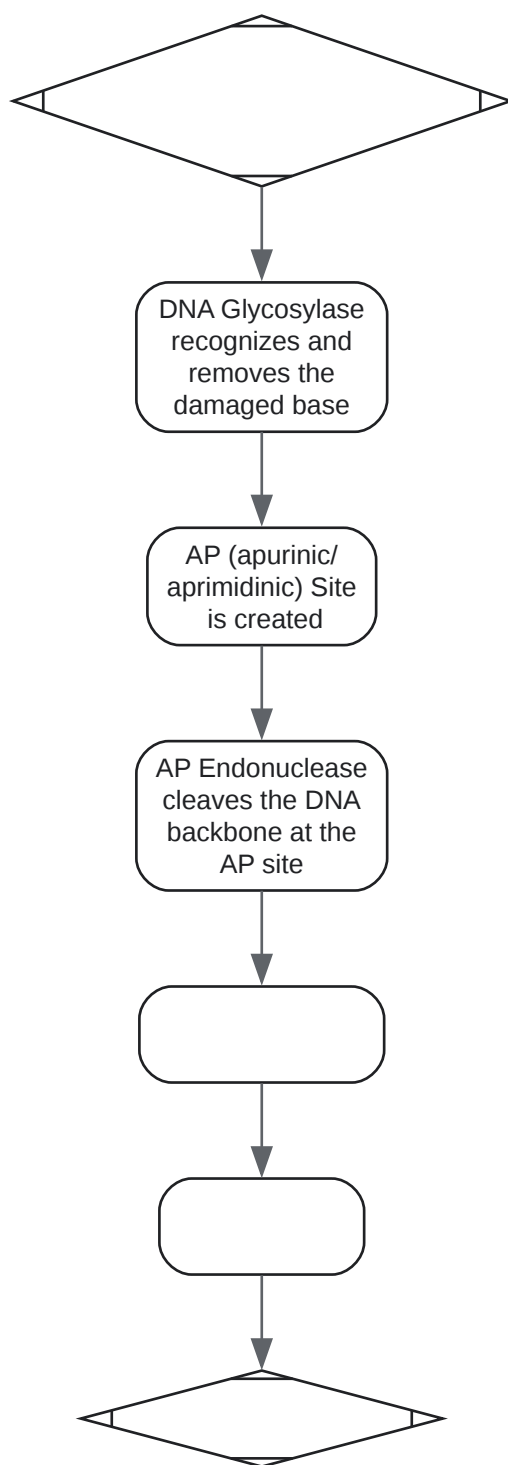 DNA Glycosylase
recognizes and
removes the
damaged base
AP (apurinic/
aprimidinic) Site
is created
AP Endonuclease
cleaves the DNA
backbone at the
AP site